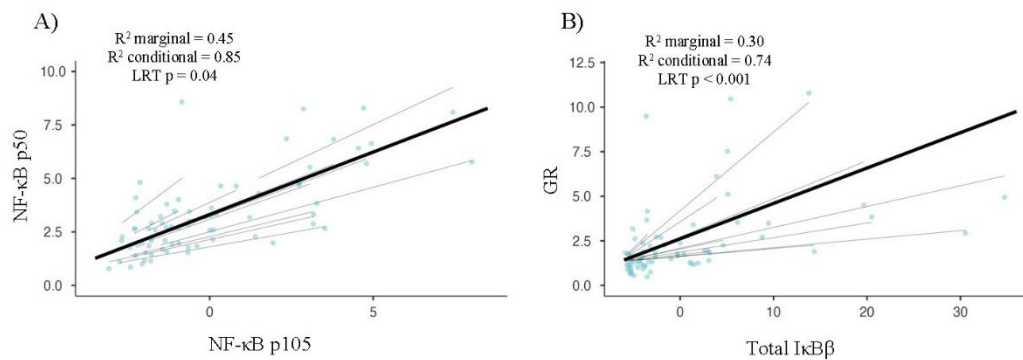 A)
R² marginal = 0.45
R² conditional = 0.85
LRT p = 0.04
10.0
7.5
5.0
2.5
0.0
NF-κB p50
0
5
NF-κB p105
B)
R² marginal = 0.30
R² conditional = 0.74
LRT p < 0.001
12.5
10.0
7.5
5.0
2.5
0.0
GR
0
10
20
30
Total IκBβ